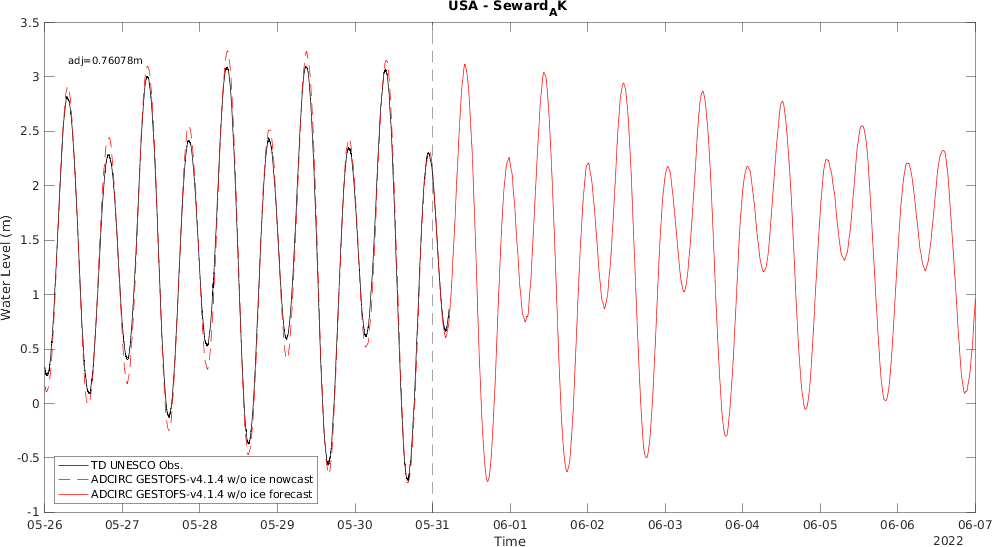 USA - Seward_AK
adj=0.76078m
3.5
3
2.5
2
1.5
1
0.5
0
-0.5
-1
Water Level (m)
TD UNESCO Obs.
ADCIRC GESTOFS-v4.1.4 w/o ice nowcast
ADCIRC GESTOFS-v4.1.4 w/o ice forecast
05-26 05-27 05-28 05-29 05-30 05-31 06-01 06-02 06-03 06-04 06-05 06-06 06-07
Time
2022